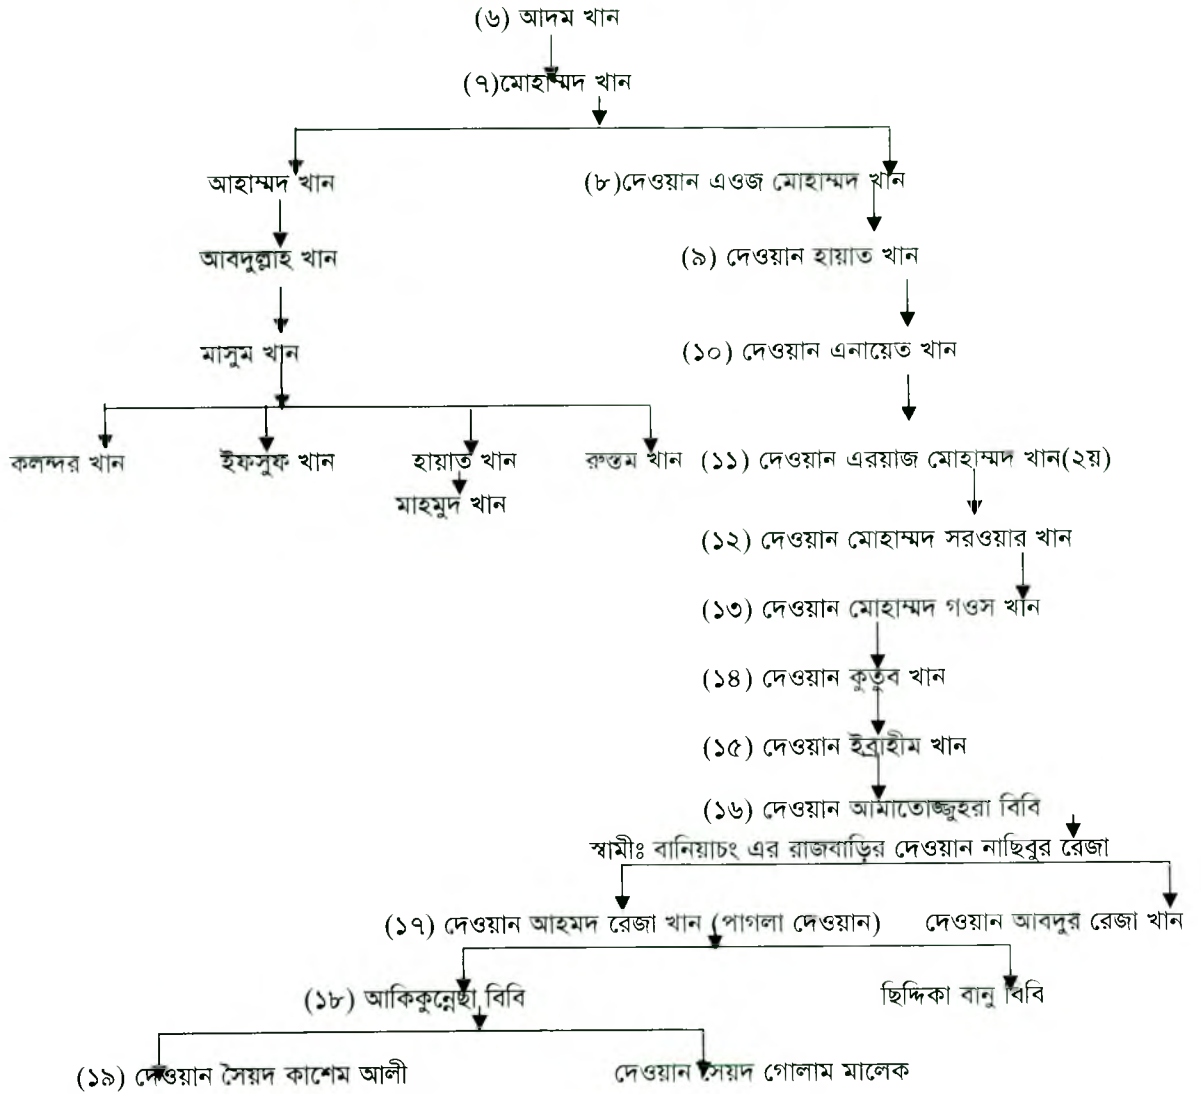 (৬) আদম খান
(৭)মোহাম্মদ খান
আহাম্মদ খান
(৮)দেওয়ান এওজ মোহাম্মদ খান
আবদুল্লাহ খান
(৯) দেওয়ান হায়াত খান
মাসুম খান
(১০) দেওয়ান এনায়েত খান
কলন্দর খান
ইফসুফ খান
হায়াত খান
রুস্তম খান
(১১) দেওয়ান এরয়াজ মোহাম্মদ খান(২য়)
মাহমুদ খান
(১২) দেওয়ান মোহাম্মদ সরওয়ার খান
(১৩) দেওয়ান মোহাম্মদ গওস খান
(১৪) দেওয়ান কুতুব খান
(১৫) দেওয়ান ইব্রাহীম খান
(১৬) দেওয়ান আমাতোজ্জুহরা বিবি
স্বামীঃ বানিয়াচং এর রাজবাড়ির দেওয়ান নাছিবুর রেজা
(১৭) দেওয়ান আহমদ রেজা খান (পাগলা দেওয়ান)
দেওয়ান আবদুর রেজা খান
(১৮) আকিকুন্নেছা বিবি
ছিদ্দিকা বানু বিবি
(১৯) দেওয়ান সৈয়দ কাশেম আলী
দেওয়ান সৈয়দ গোলাম মালেক